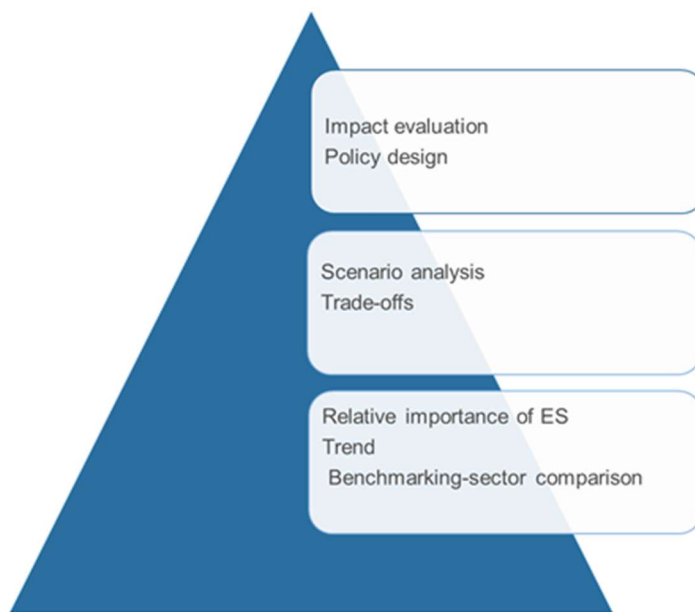 Impact evaluation
Policy design
Scenario analysis
Trade-offs
Relative importance of ES
Trend
Benchmarking-sector comparison